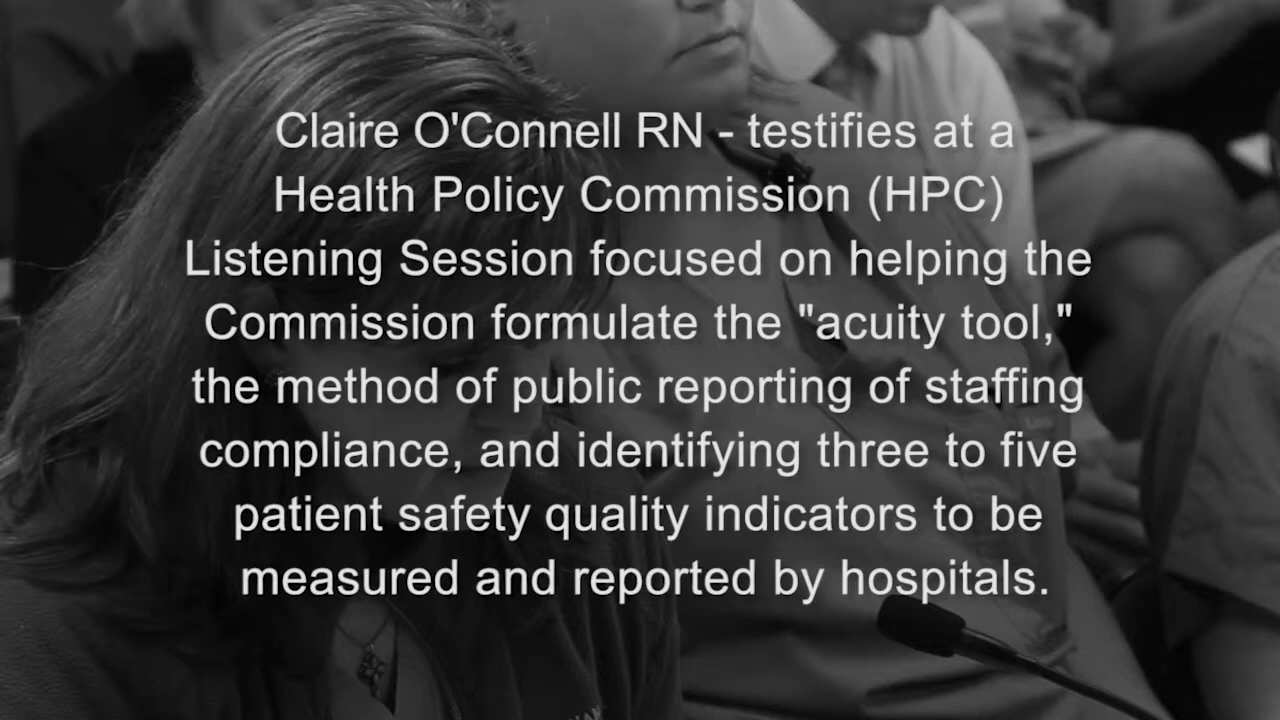 Claire O'Connell RN - testifies at a
Health Policy Commission (HPC)
Listening Session focused on helping the
Commission formulate the "acuity tool,"
the method of public reporting of staffing
compliance, and identifying three to five
patient safety quality indicators to be
measured and reported by hospitals.